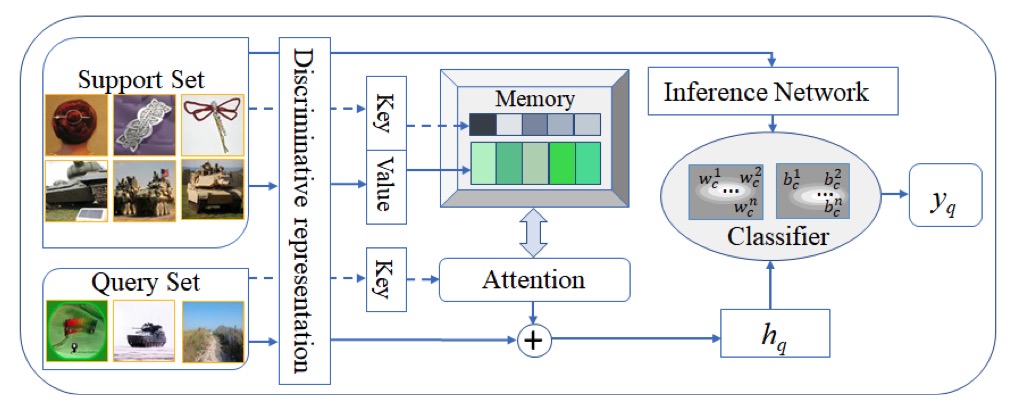 Support Set
Query Set
Discriminative representation
Key
Value
Key
Memory
Attention
+
Inference Network
w_c^1 w_c^2
... w_c^n
b_c^1 b_c^2
... b_c^n
Classifier
y_q
h_q